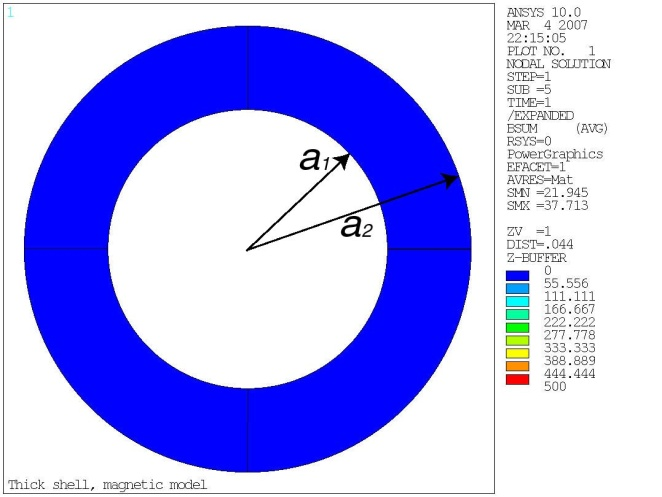 1
ANSYS 10.0
MAR 4 2007
22:15:05
PLOT NO. 1
NODAL SOLUTION
STEP=1
SUB =5
TIME=1
/EXPANDED
BSUM (AVG)
RSYS=0
PowerGraphics
EFACET=1
AVRES=Mat
SMN =21.945
SMX =37.713
ZV =1
DIST=.044
Z-BUFFER
0
55.556
111.111
166.667
222.222
277.778
333.333
388.889
444.444
500
a1
a2
Thick shell, magnetic model